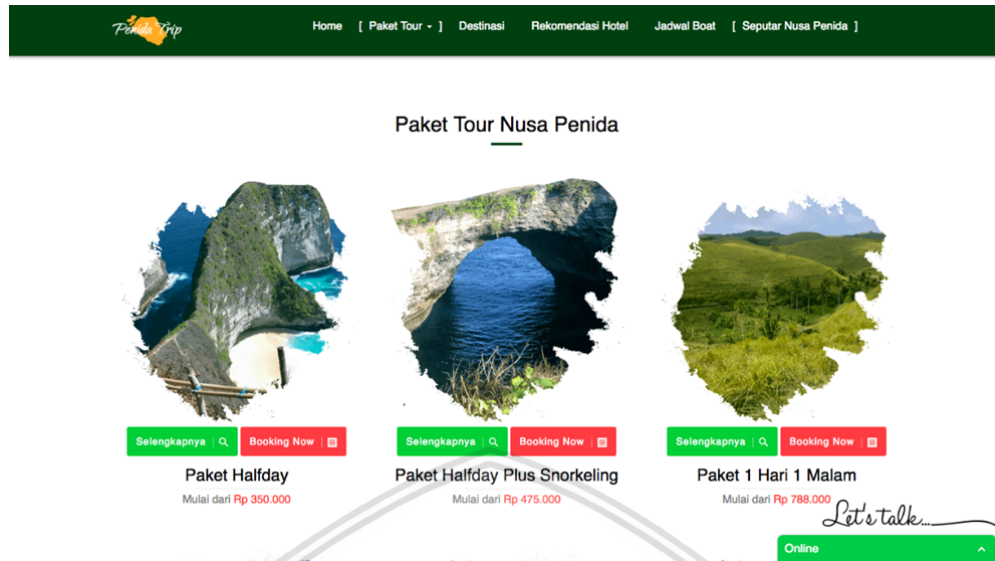 Penida Trip
Home [ Paket Tour ] Destinasi Rekomendasi Hotel Jadwal Boat [ Seputar Nusa Penida ]
Paket Tour Nusa Penida
Selengkapnya Booking Now
Paket Halfday
Mulai dari Rp 350.000
Selengkapnya Booking Now
Paket Halfday Plus Snorkeling
Mulai dari Rp 475.000
Selengkapnya Booking Now
Paket 1 Hari 1 Malam
Mulai dari Rp 788.000
Let's talk...
Online